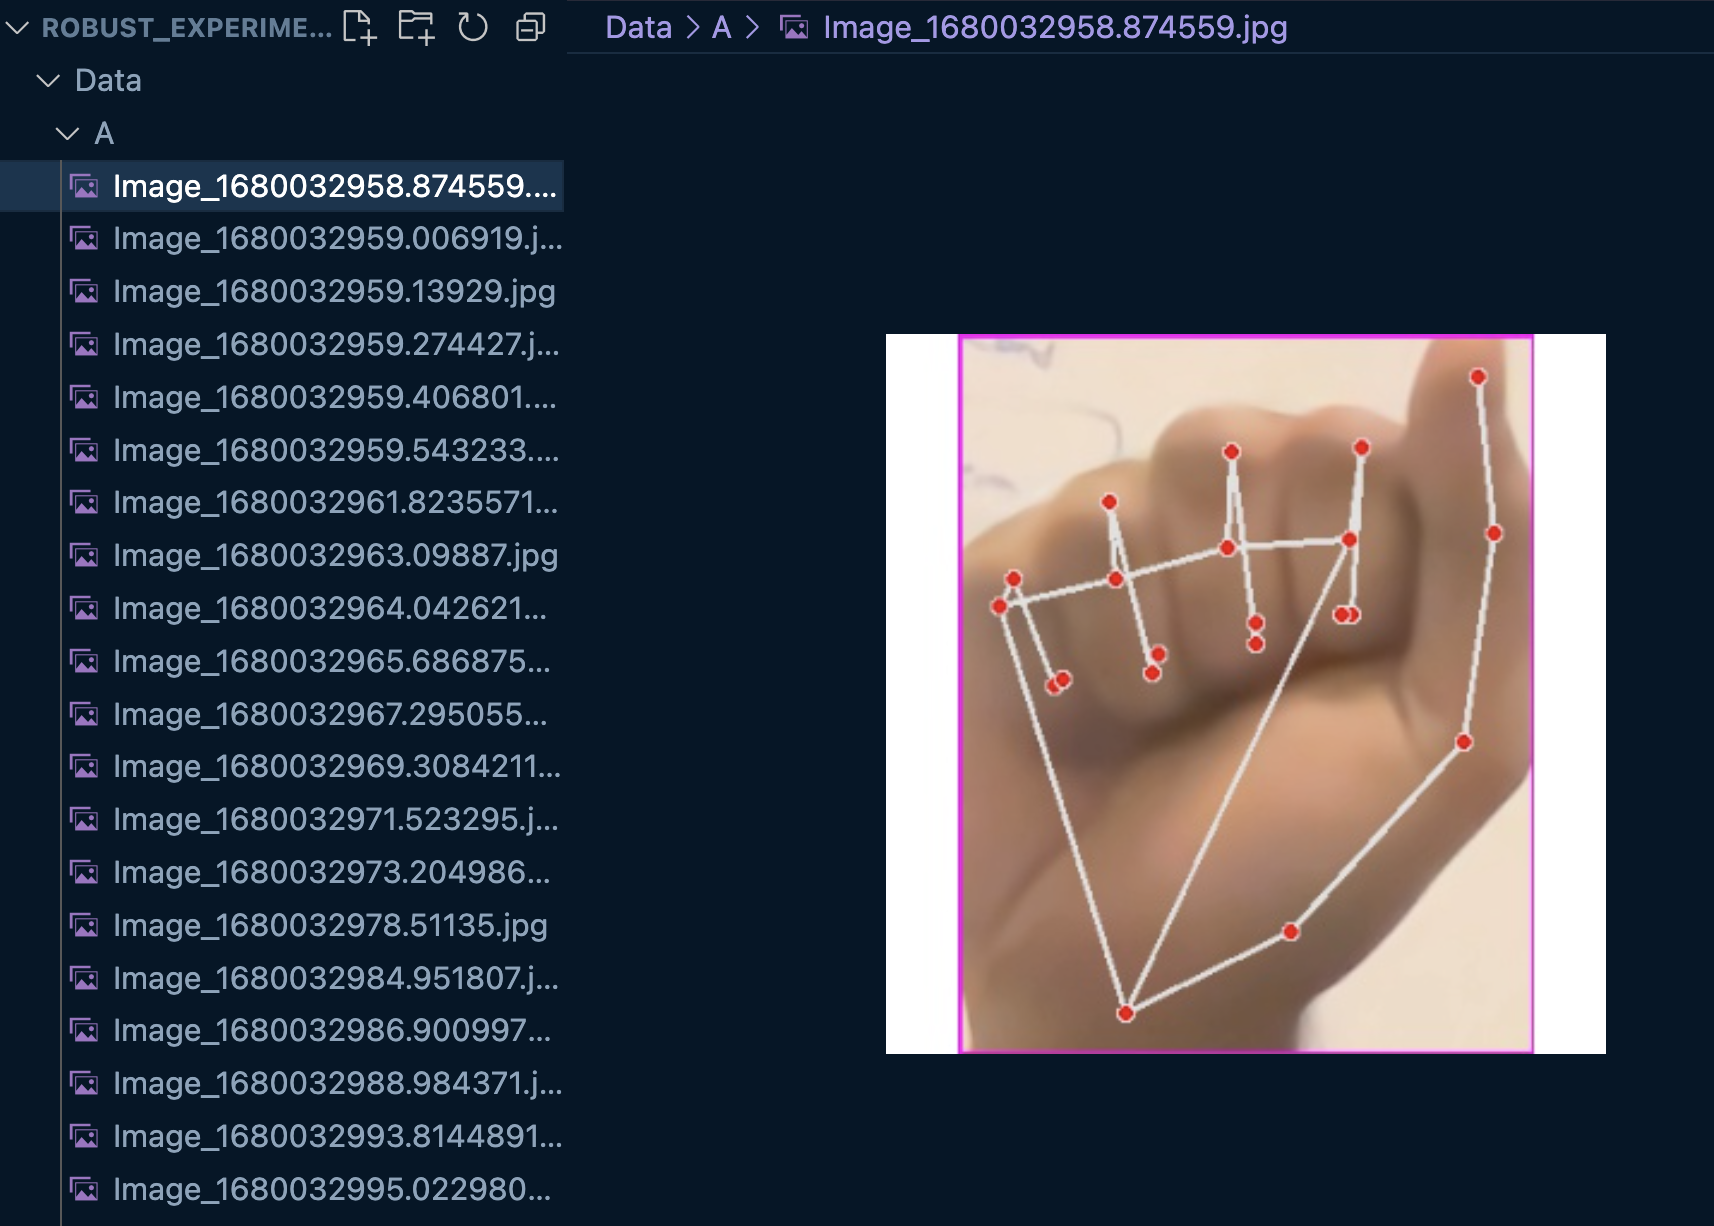 ROBUST_EXPERIME...
Data > A > Image_1680032958.874559.jpg
Data
A
Image_1680032958.874559....
Image_1680032959.006919.j...
Image_1680032959.13929.jpg
Image_1680032959.274427.j...
Image_1680032959.406801....
Image_1680032959.543233....
Image_1680032961.8235571...
Image_1680032963.09887.jpg
Image_1680032964.042621...
Image_1680032965.686875...
Image_1680032967.295055...
Image_1680032969.3084211...
Image_1680032971.523295.j...
Image_1680032973.204986...
Image_1680032978.51135.jpg
Image_1680032984.951807.j...
Image_1680032986.900997...
Image_1680032988.984371.j...
Image_1680032993.8144891...
Image_1680032995.022980...